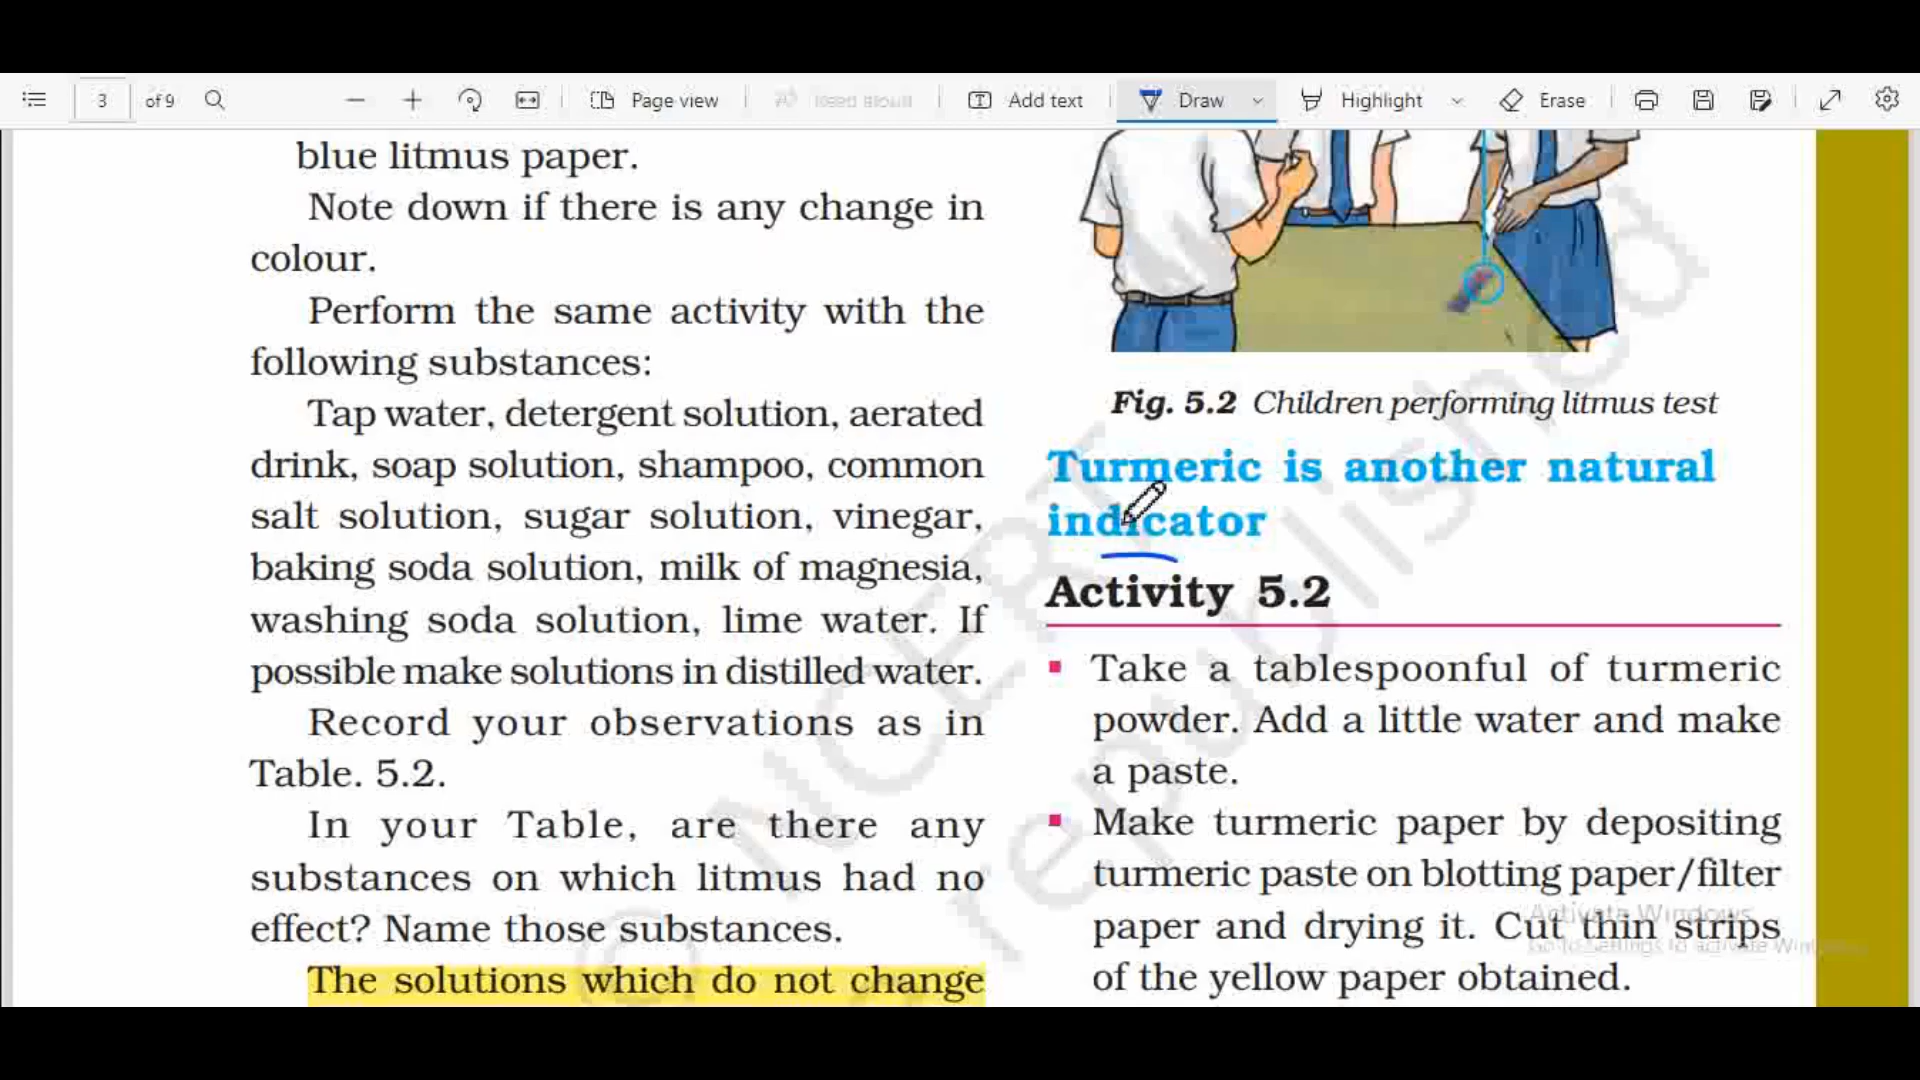 3 of 9 Page view Read aloud Add text Draw Highlight Erase
blue litmus paper.
Note down if there is any change in
colour.
Perform the same activity with the
following substances:
Tap water, detergent solution, aerated
drink, soap solution, shampoo, common
salt solution, sugar solution, vinegar,
baking soda solution, milk of magnesia,
washing soda solution, lime water. If
possible make solutions in distilled water.
Record your observations as in
Table. 5.2.
In your Table, are there any
substances on which litmus had no
effect? Name those substances.
The solutions which do not change
Fig. 5.2 Children performing litmus test
Turmeric is another natural
indicator
Activity 5.2
Take a tablespoonful of turmeric
powder. Add a little water and make
a paste.
Make turmeric paper by depositing
turmeric paste on blotting paper/filter
paper and drying it. Cut thin strips
of the yellow paper obtained.
© NCERT
republished
Activate Windows
Go to Settings to activate Windows.